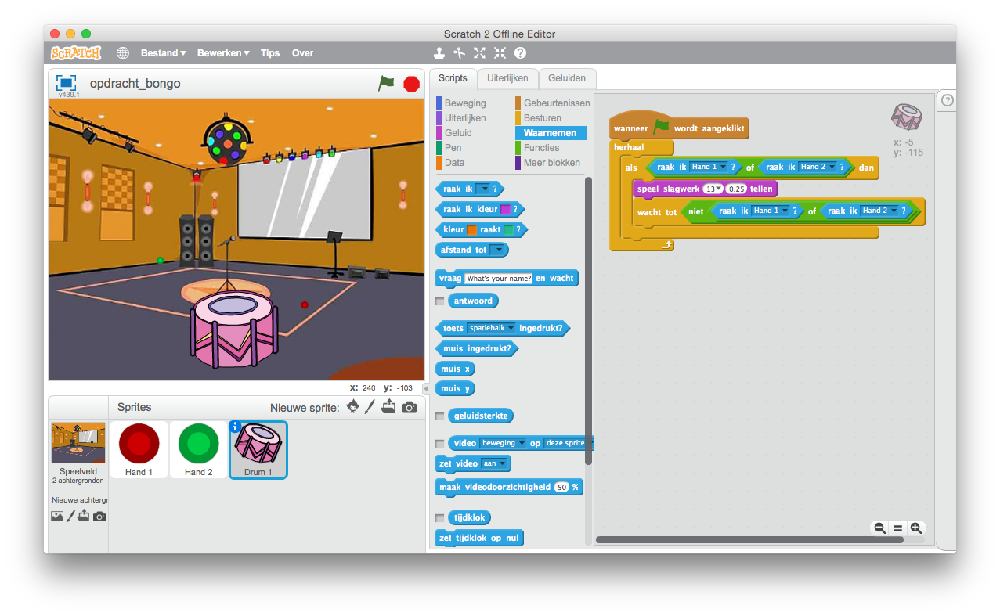 Scratch 2 Offline Editor
SCRATCH Bestand Bewerken Tips Over
opdracht_bongo
v439.1
x: 240 y: -103
Sprites Nieuwe sprite:
Speelveld
2 achtergronden
Nieuwe achtergr
Hand 1 Hand 2 Drum 1
Scripts Uiterlijken Geluiden
Beweging Gebeurtenissen
Uiterlijken Besturen
Geluid Waarnemen
Pen Functies
Data Meer blokken
raak ik ?
raak ik kleur ?
kleur raakt ?
afstand tot
vraag What's your name? en wacht
antwoord
toets spatiebalk ingedrukt?
muis ingedrukt?
muis x
muis y
geluidsterkte
video beweging op deze sprite
zet video aan
maak videodoorzichtigheid 50 %
tijdklok
zet tijdklok op nul
wanneer wordt aangeklikt
herhaal
als raak ik Hand 1 ? of raak ik Hand 2 ? dan
speel slagwerk 13 0.25 tellen
wacht tot niet raak ik Hand 1 ? of raak ik Hand 2 ?
x: -5
y: -115